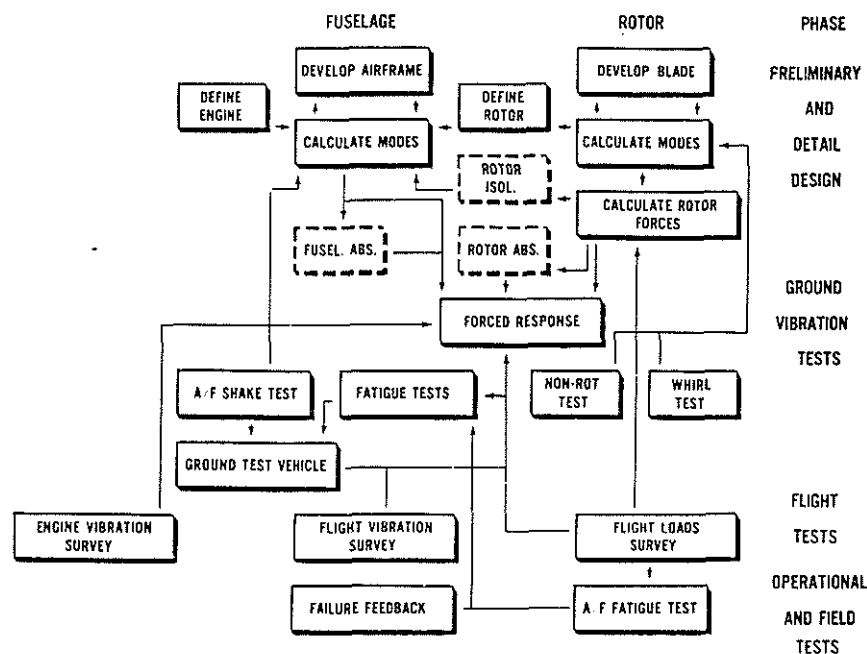 FUSELAGE
ROTOR
PHASE
DEVELOP AIRFRAME
DEVELOP BLADE
PRELIMINARY
AND
DETAIL
DESIGN
DEFINE
ENGINE
DEFINE
ROTOR
CALCULATE MODES
CALCULATE MODES
ROTOR
ISOL.
CALCULATE ROTOR
FORCES
FUSEL. ABS.
ROTOR ABS.
GROUND
VIBRATION
TESTS
FORCED RESPONSE
A/F SHAKE TEST
FATIGUE TESTS
NON-ROT
TEST
WHIRL
TEST
GROUND TEST VEHICLE
FLIGHT
TESTS
ENGINE VIBRATION
SURVEY
FLIGHT VIBRATION
SURVEY
FLIGHT LOADS
SURVEY
OPERATIONAL
AND FIELD
TESTS
FAILURE FEEDBACK
A/F FATIGUE TEST